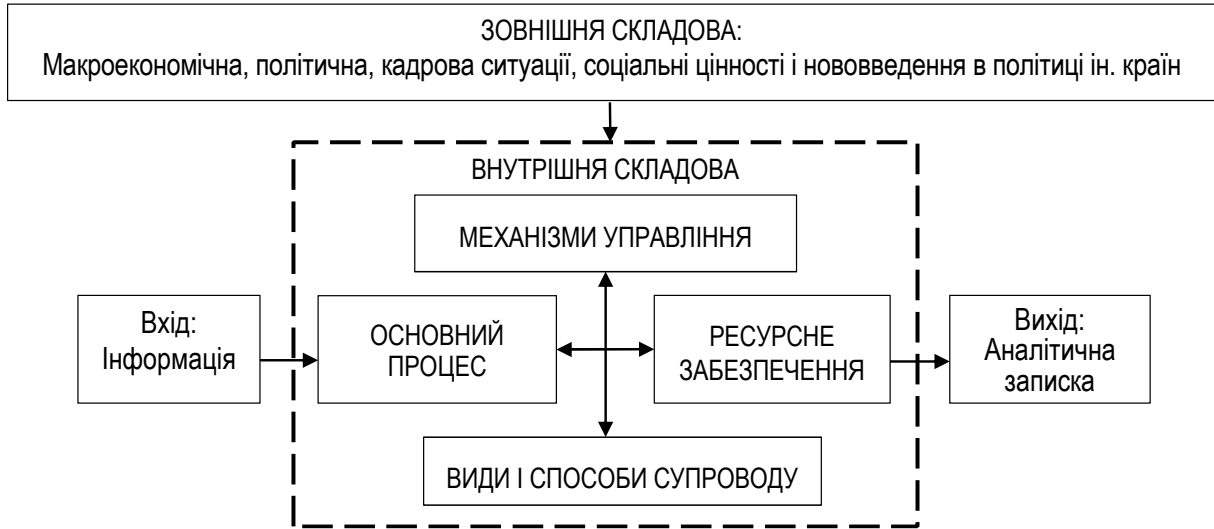 ЗОВНІШНЯ СКЛАДОВА:
Макроекономічна, політична, кадрова ситуації, соціальні цінності і нововведення в політиці ін. країн
ВНУТРІШНЯ СКЛАДОВА
МЕХАНІЗМИ УПРАВЛІННЯ
Вхід:
Інформація
ОСНОВНИЙ
ПРОЦЕС
РЕСУРСНЕ
ЗАБЕЗПЕЧЕННЯ
Вихід:
Аналітична
записка
ВИДИ І СПОСОБИ СУПРОВОДУ